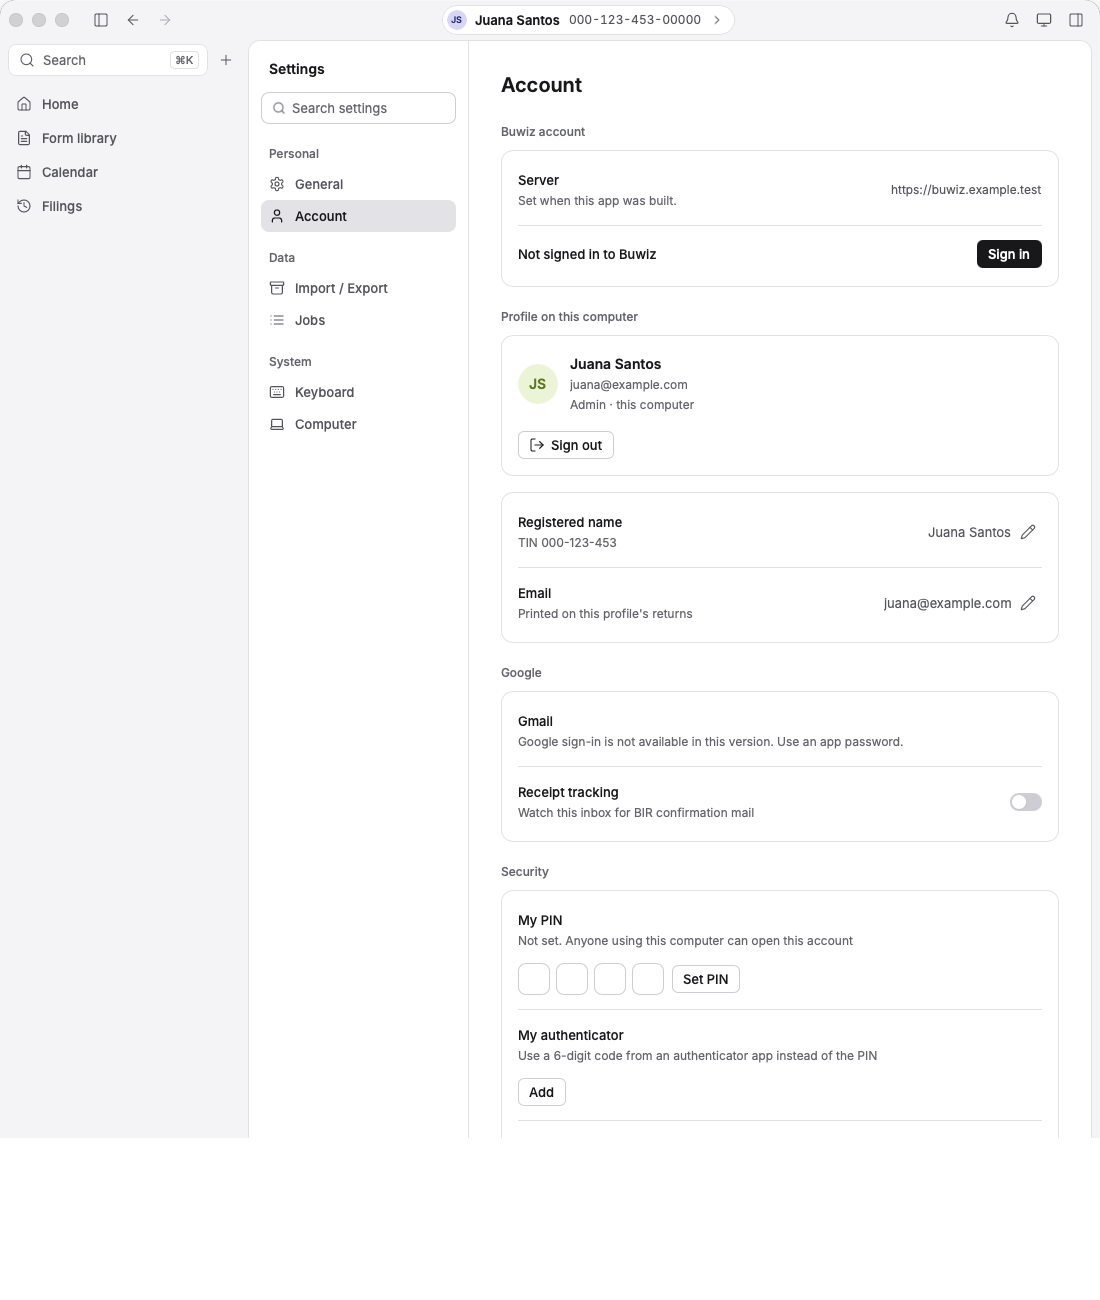 JS Juana Santos 000-123-453-00000
Search ⌘K
Home
Form library
Calendar
Filings
Settings
Search settings
Personal
General
Account
Data
Import / Export
Jobs
System
Keyboard
Computer
Account
Buwiz account
Server
Set when this app was built.
https://buwiz.example.test
Not signed in to Buwiz
Sign in
Profile on this computer
JS
Juana Santos
juana@example.com
Admin · this computer
Sign out
Registered name
TIN 000-123-453
Juana Santos
Email
Printed on this profile's returns
juana@example.com
Google
Gmail
Google sign-in is not available in this version. Use an app password.
Receipt tracking
Watch this inbox for BIR confirmation mail
Security
My PIN
Not set. Anyone using this computer can open this account
Set PIN
My authenticator
Use a 6-digit code from an authenticator app instead of the PIN
Add